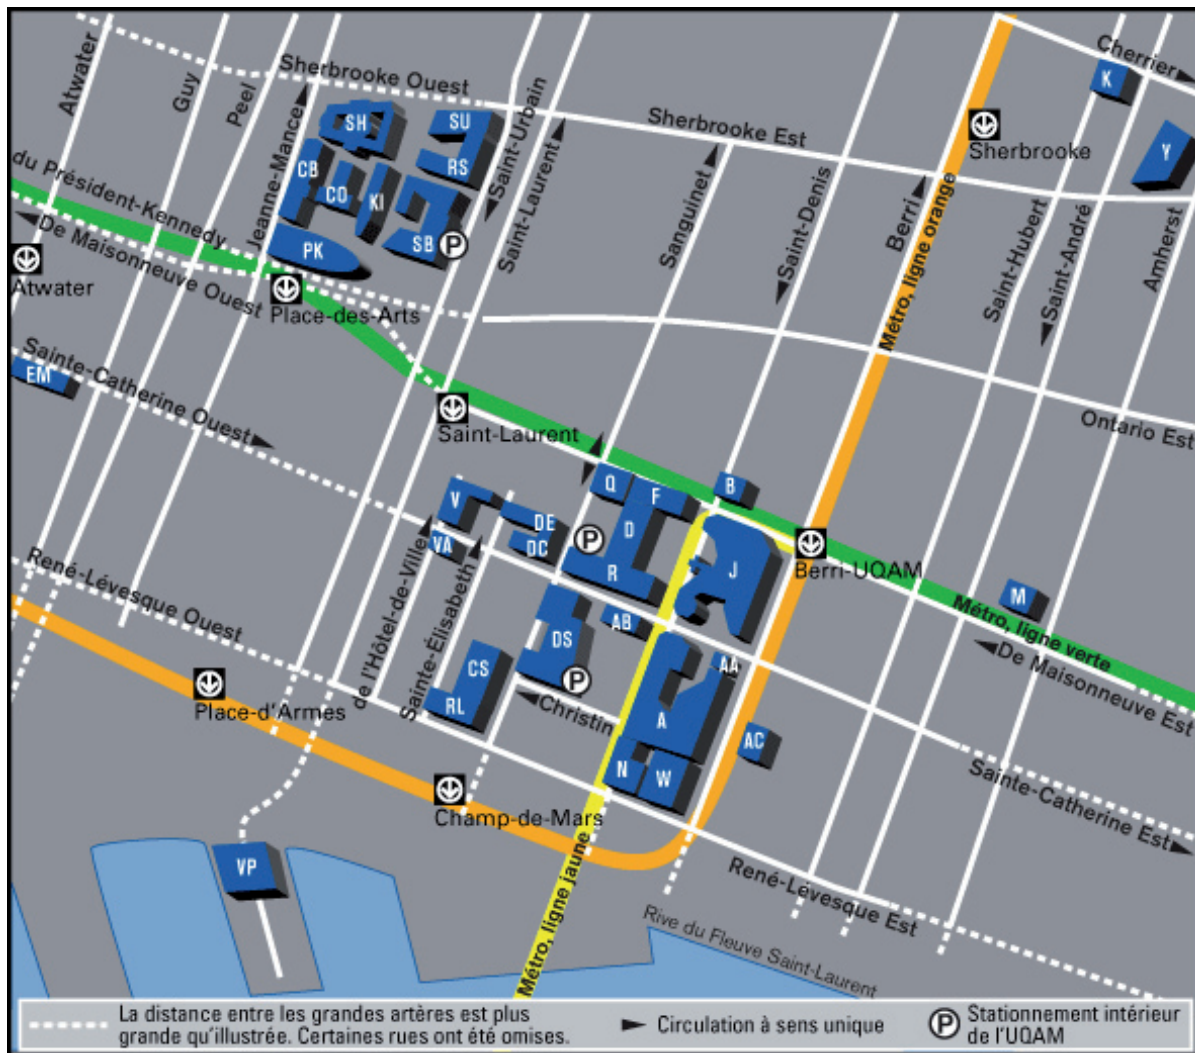 Atwater
Guy
Peel
Sherbrooke Ouest
Jeanne-Mance
SH
SU
RS
CB
CO
KI
SB
P
PK
Saint-Urbain
Saint-Laurent
Sherbrooke Est
Sanguinet
Saint-Denis
Berri
Métro, ligne orange
Sherbrooke
Cherrier
K
Y
Saint-Hubert
Saint-André
Amherst
du Président-Kennedy
De Maisonneuve Ouest
Atwater
Place-des-Arts
Sainte-Catherine Ouest
EM
Saint-Laurent
Ontario Est
V
VA
DE
DC
P
Q
F
D
R
B
J
Berri-UQAM
M
Métro, ligne verte
De Maisonneuve Est
René-Lévesque Ouest
de l'Hôtel-de-Ville
Sainte-Élisabeth
AB
DS
P
CS
RL
Christin
AA
A
AC
N
W
Place-d'Armes
Champ-de-Mars
Sainte-Catherine Est
René-Lévesque Est
VP
Métro, ligne jaune
Rive du Fleuve Saint-Laurent
La distance entre les grandes artères est plus
grande qu'illustrée. Certaines rues ont été omises.
Circulation à sens unique
P
Stationnement intérieur
de l'UQAM